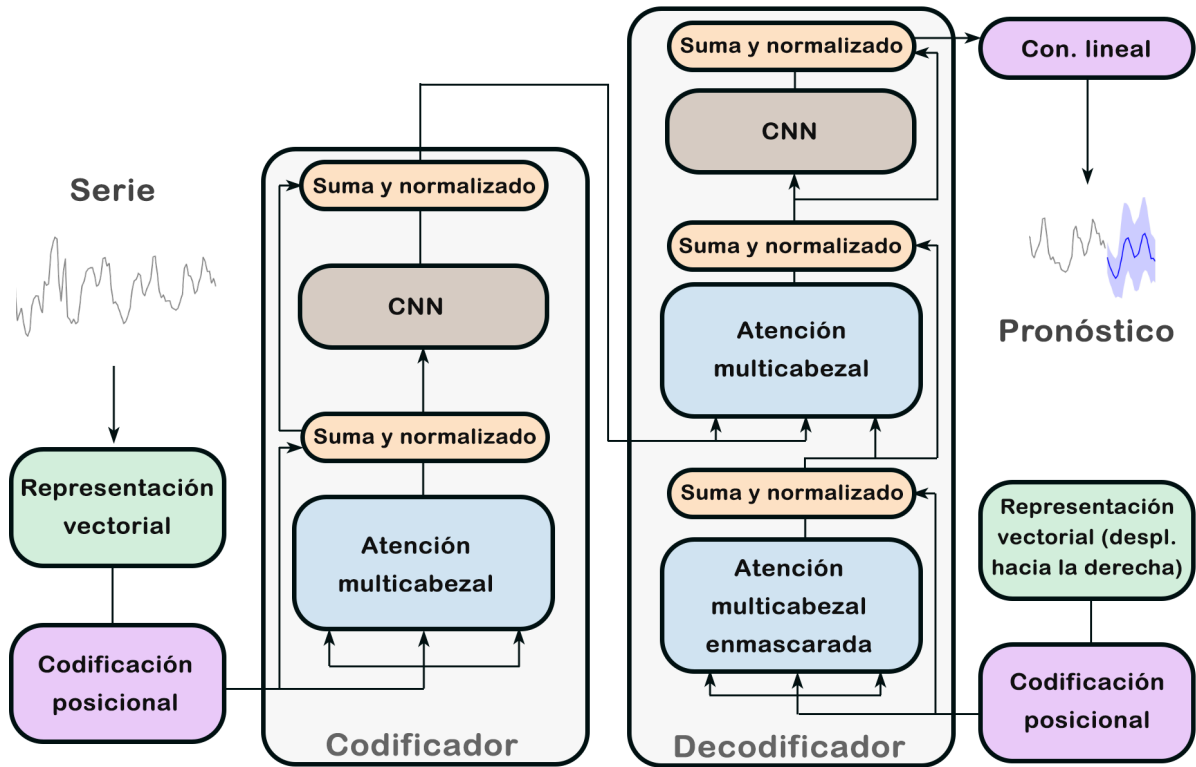 Serie
Representación
vectorial
Codificación
posicional
Suma y normalizado
CNN
Suma y normalizado
Atención
multicabezal
Codificador
Suma y normalizado
CNN
Suma y normalizado
Atención
multicabezal
Suma y normalizado
Atención
multicabezal
enmascarada
Decodificador
Con. lineal
Pronóstico
Representación
vectorial (despl.
hacia la derecha)
Codificación
posicional